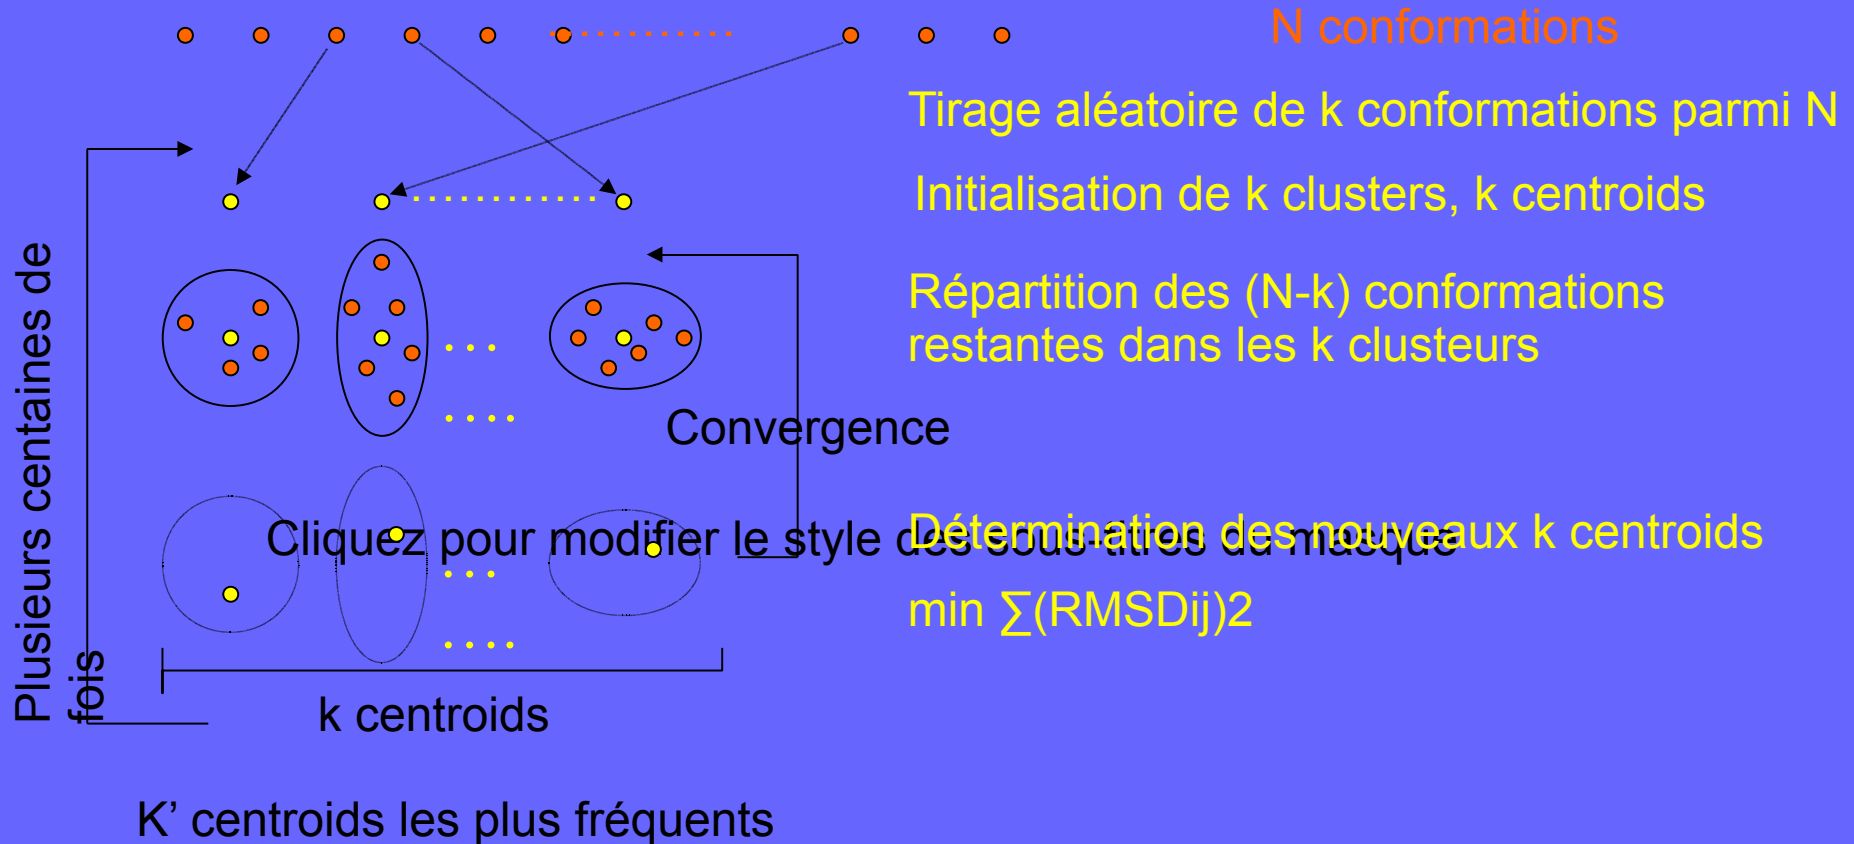 N conformations
Tirage aléatoire de k conformations parmi N
Initialisation de k clusters, k centroids
Répartition des (N-k) conformations
restantes dans les k clusteurs
Plusieurs centaines de
fois
Convergence
Cliquez pour modifier le style des sous-titres du masque
Détermination des nouveaux k centroids
min ∑(RMSDij)2
k centroids
K’ centroids les plus fréquents